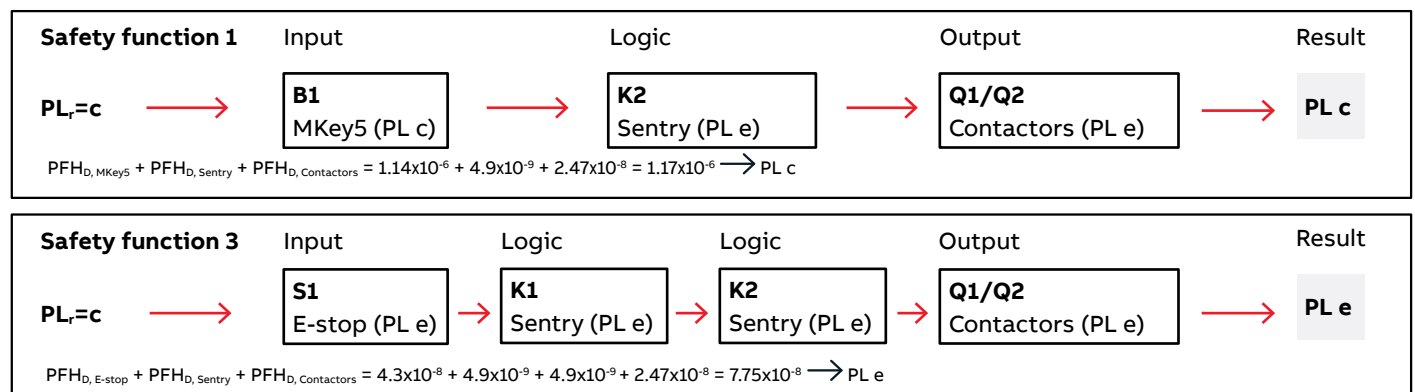 Safety function 1 Input Logic Output Result
PLr=c B1 MKey5 (PL c) K2 Sentry (PL e) Q1/Q2 Contactors (PL e) PL c
PFHD, MKey5 + PFHD, Sentry + PFHD, Contactors = 1.14x10-6 + 4.9x10-9 + 2.47x10-8 = 1.17x10-6 → PL c
Safety function 3 Input Logic Logic Output Result
PLr=c S1 E-stop (PL e) K1 Sentry (PL e) K2 Sentry (PL e) Q1/Q2 Contactors (PL e) PL e
PFHD, E-stop + PFHD, Sentry + PFHD, Contactors = 4.3x10-8 + 4.9x10-9 + 4.9x10-9 + 2.47x10-8 = 7.75x10-8 → PL e